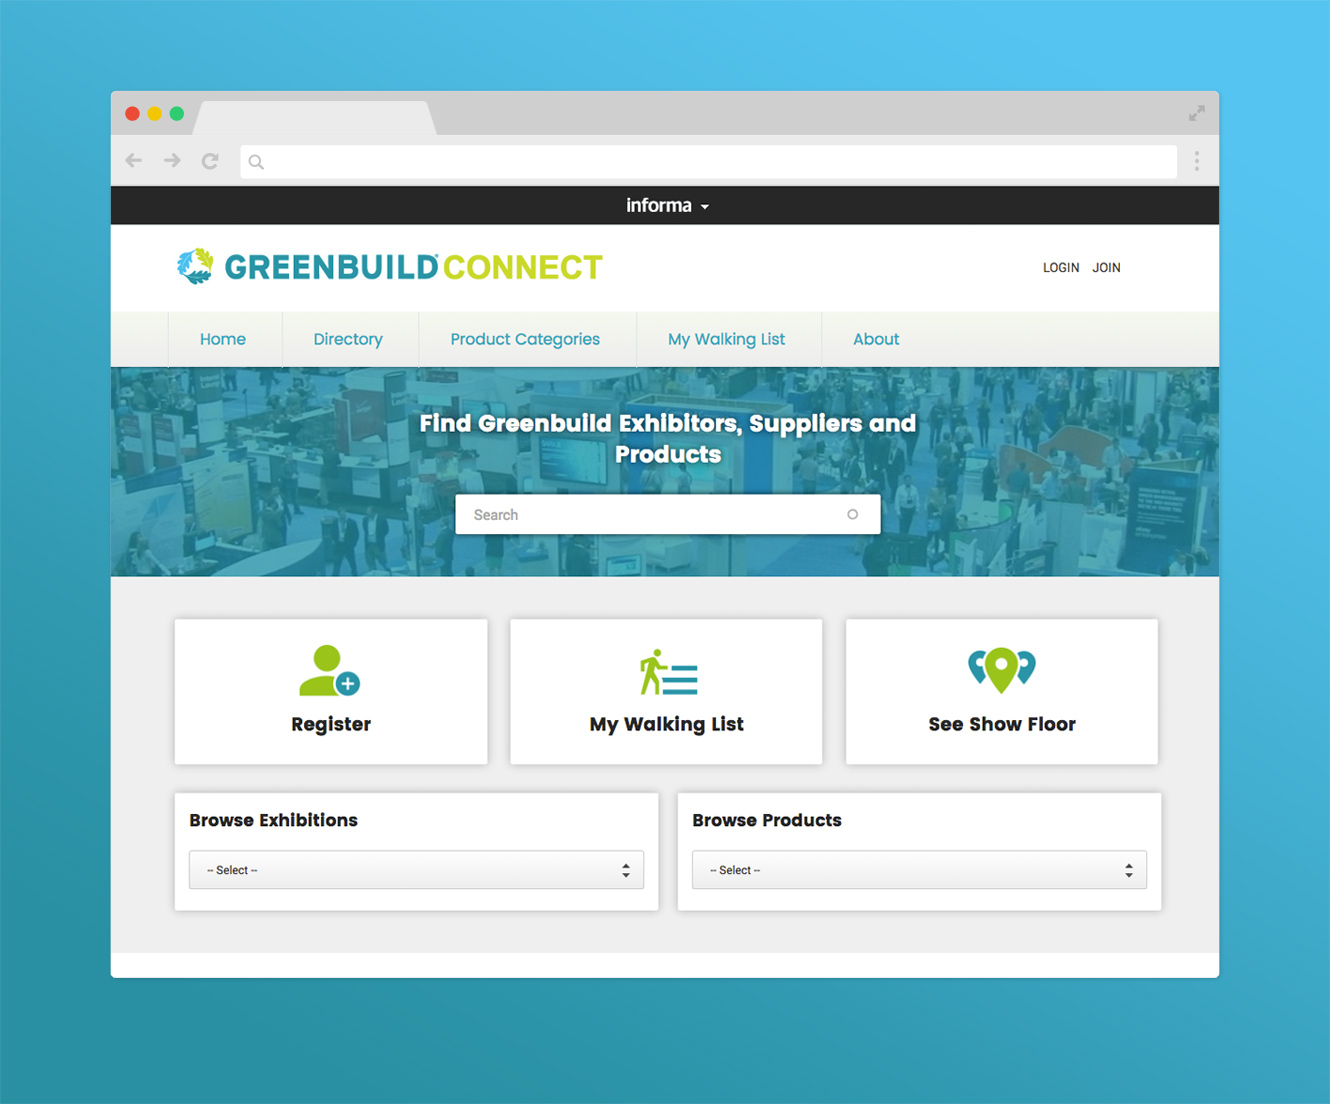 informa
GREENBUILD® CONNECT
LOGIN JOIN
Home Directory Product Categories My Walking List About
Find Greenbuild Exhibitors, Suppliers and
Products
Search
Register My Walking List See Show Floor
Browse Exhibitions Browse Products
-- Select -- -- Select --